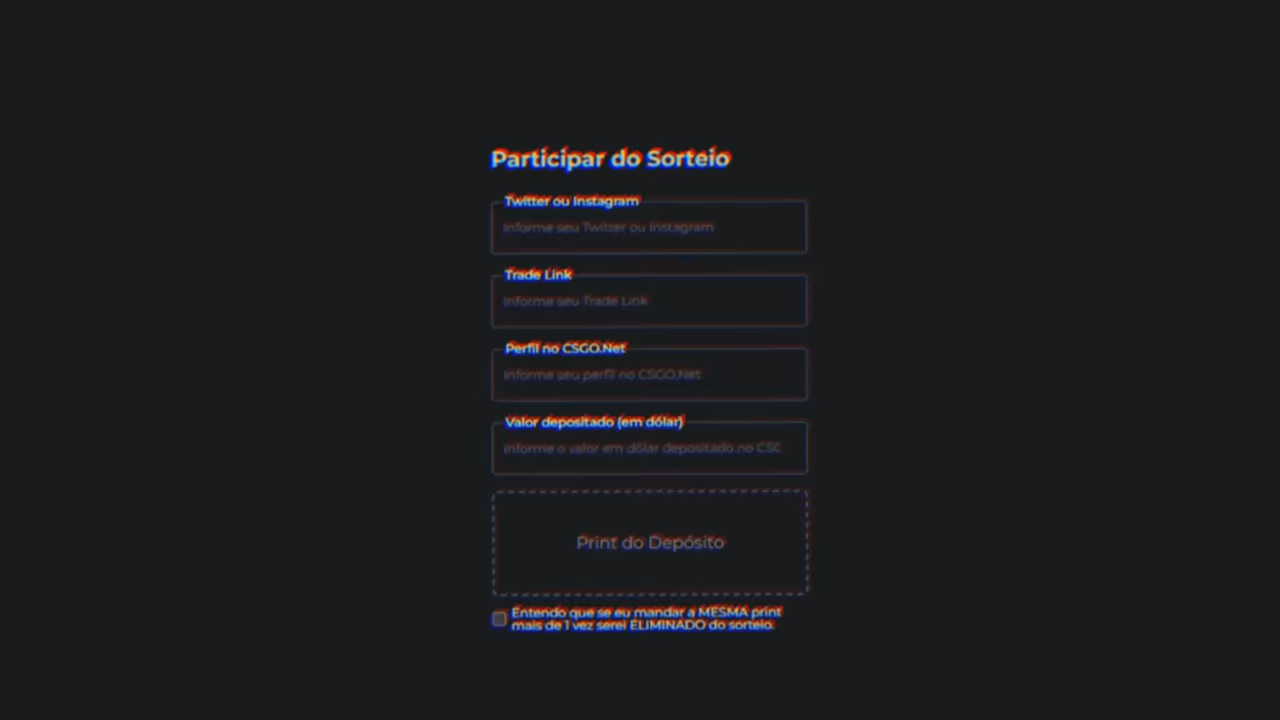 Participar do Sorteio
Twitter ou Instagram
Informe seu Twitter ou Instagram
Trade Link
Informe seu Trade Link
Perfil no CSGO.Net
Informe seu perfil no CSGO.Net
Valor depositado (em dólar)
Informe o valor em dólar depositado no CSG
Print do Depósito
Entendo que se eu mandar a MESMA print
mais de 1 vez serei ELIMINADO do sorteio.